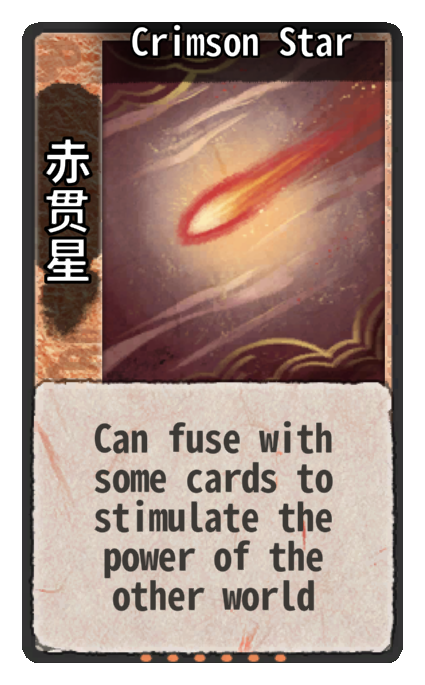 Crimson Star
赤贯星
Can fuse with
some cards to
stimulate the
power of the
other world